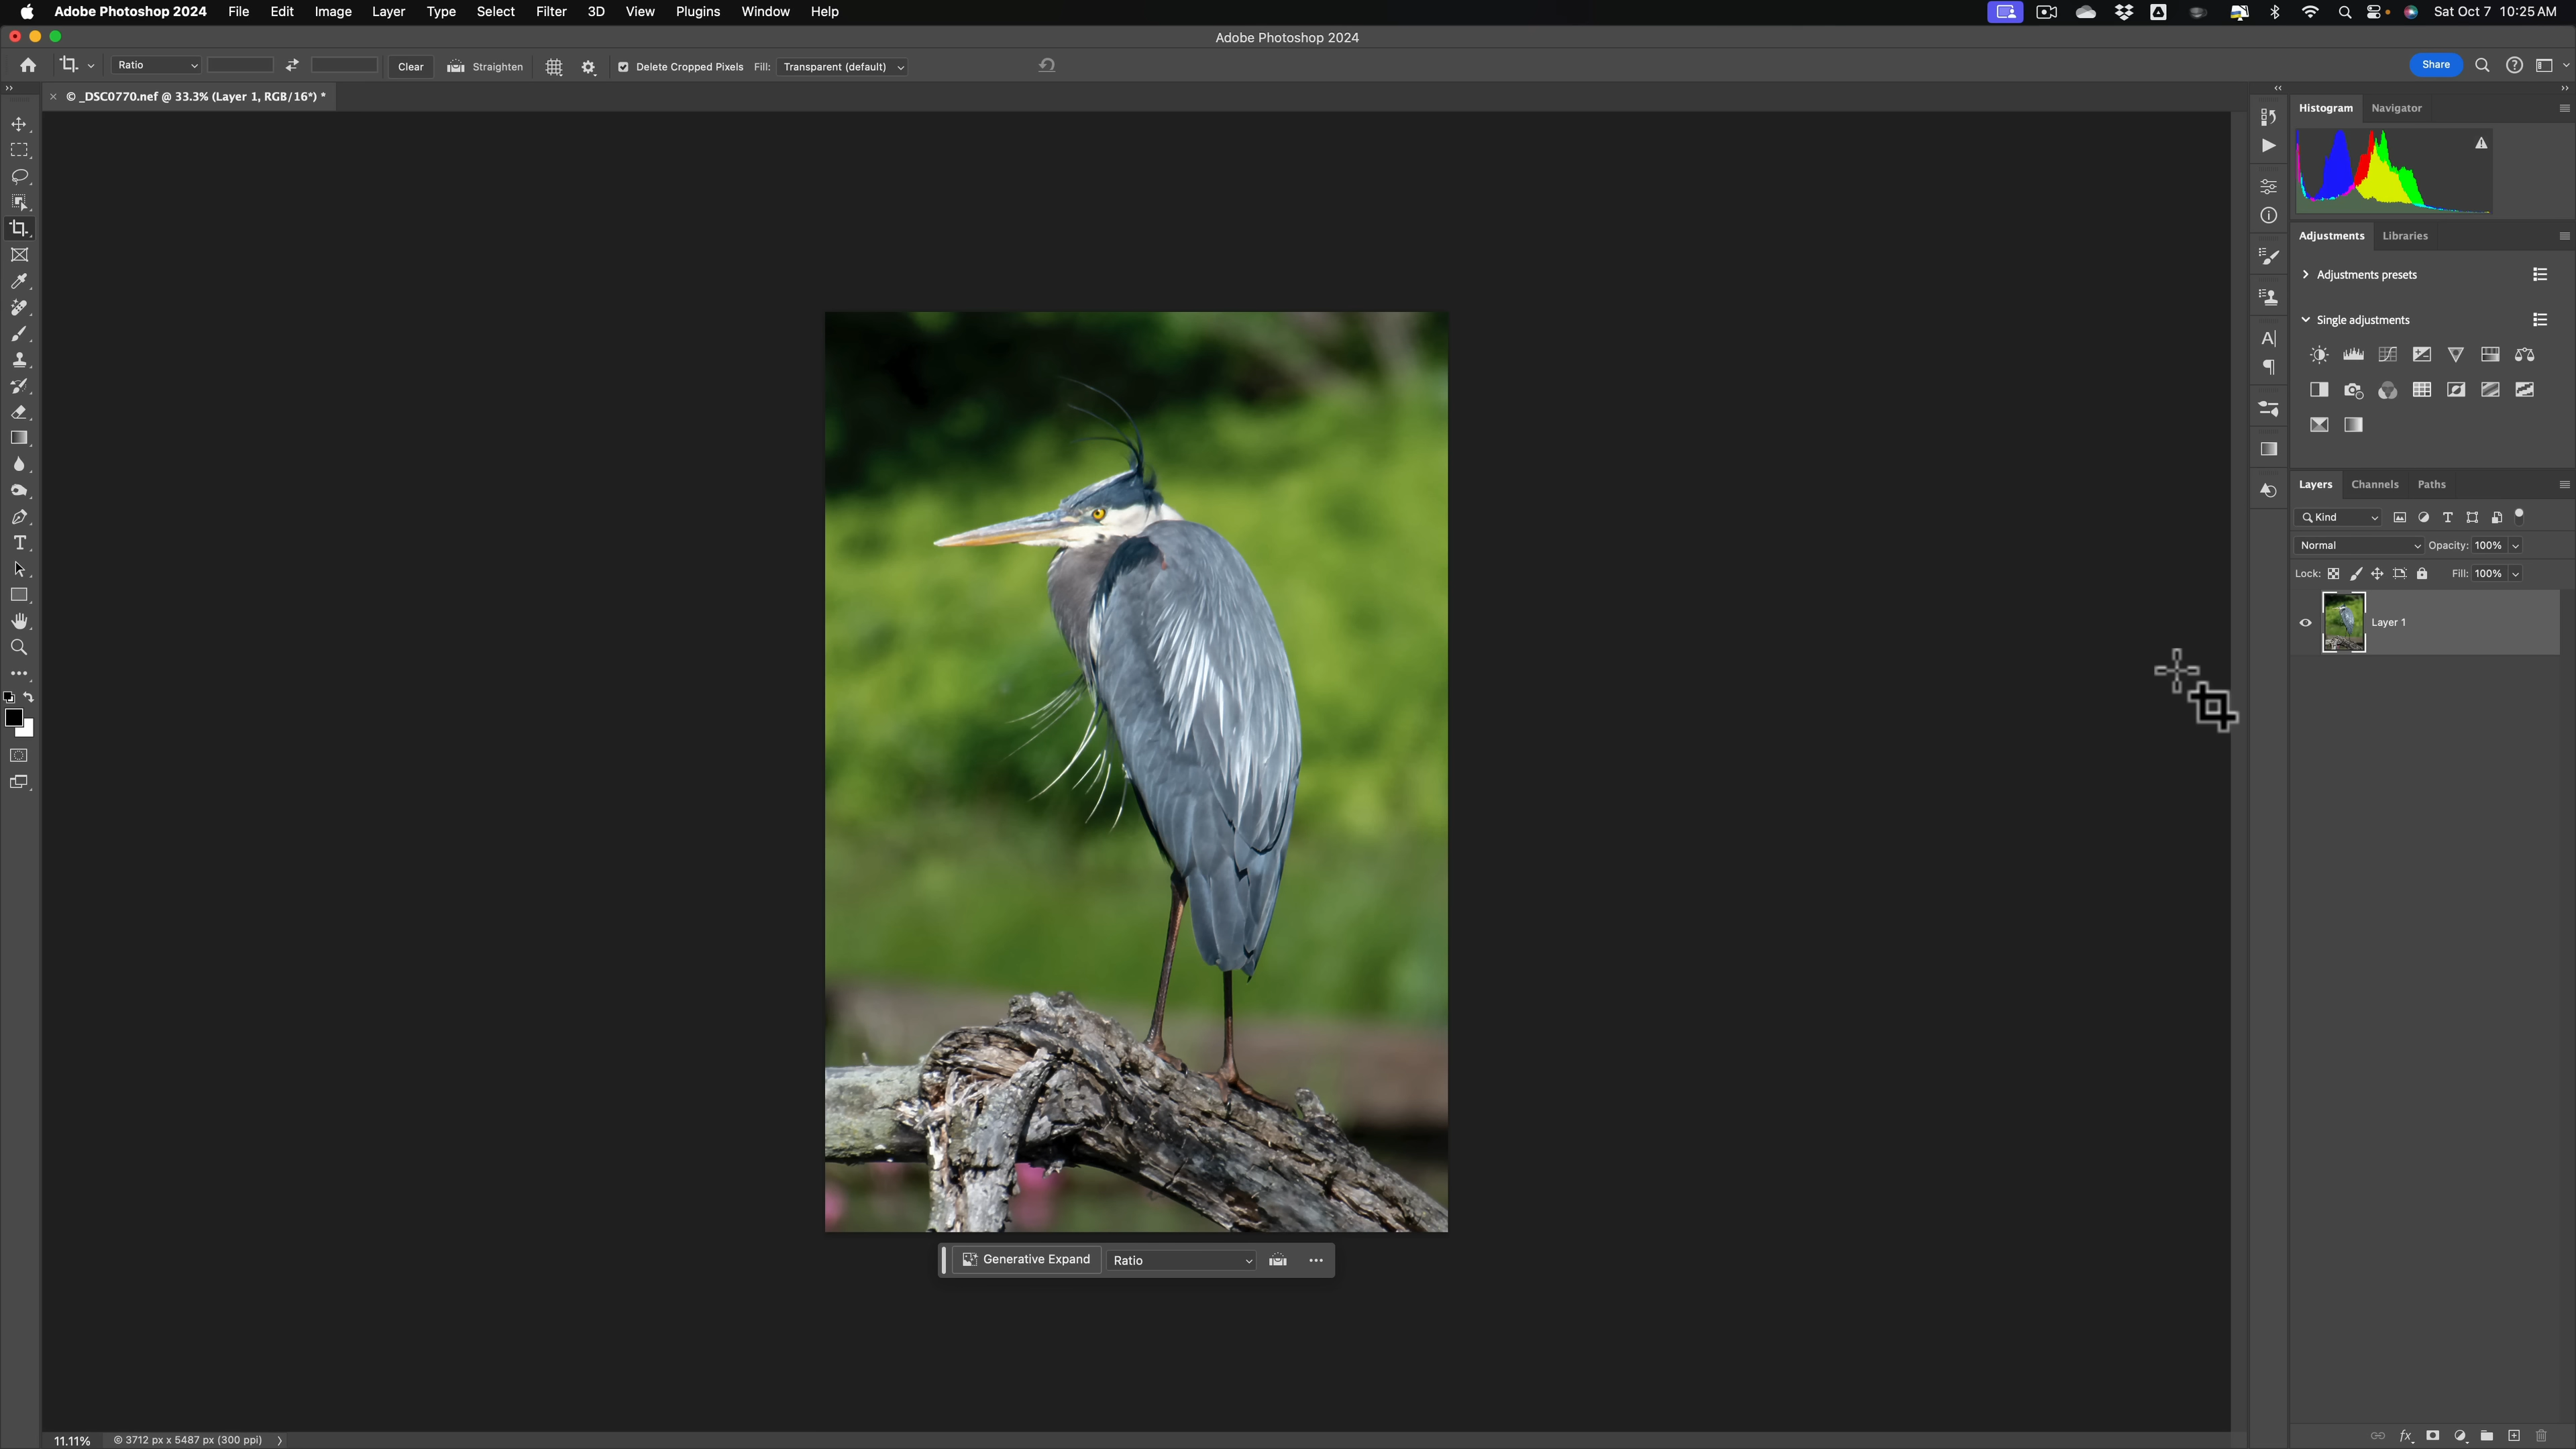 Adobe Photoshop 2024 File Edit Image Layer Type Select Filter 3D View Plugins Window Help Sat Oct 7 10:25 AM
Adobe Photoshop 2024
Ratio Clear Straighten Delete Cropped Pixels Fill: Transparent (default) Share
© _DSC0770.nef @ 33.3% (Layer 1, RGB/16*) *
Histogram Navigator
Adjustments Libraries
Adjustments presets
Single adjustments
Layers Channels Paths
Kind
Normal Opacity: 100%
Lock: Fill: 100%
Layer 1
Generative Expand Ratio
11.11% © 3712 px x 5487 px (300 ppi)